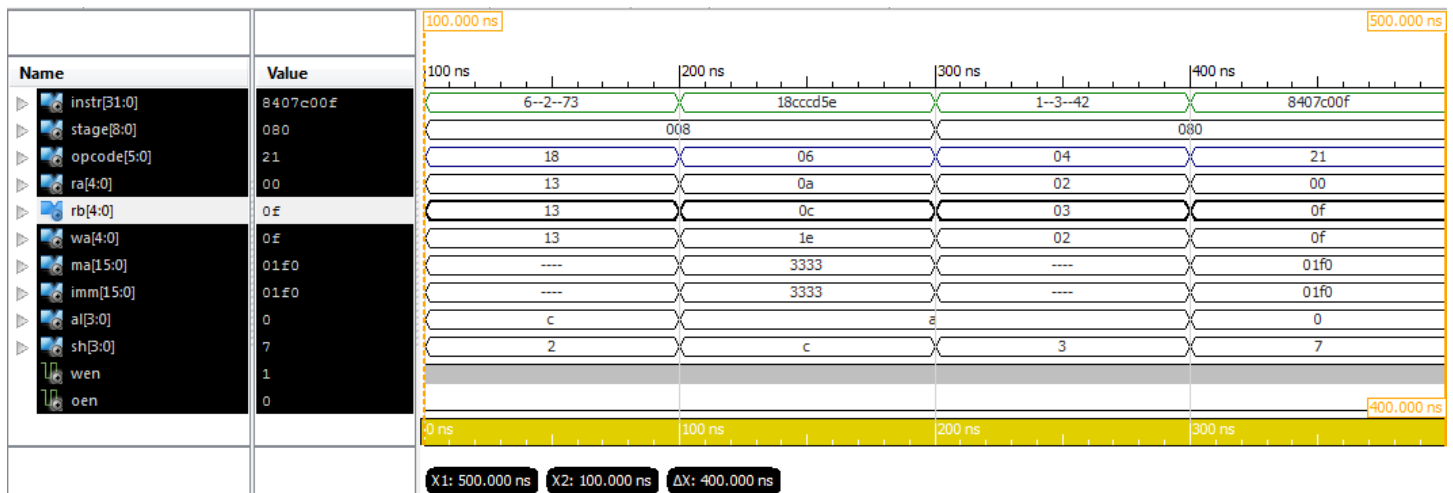 100.000 ns 500.000 ns
Name Value 100 ns 200 ns 300 ns 400 ns
instr[31:0] 8407c00f 6--2--73 18cccd5e 1--3--42 8407c00f
stage[8:0] 080 008 080
opcode[5:0] 21 18 06 04 21
ra[4:0] 00 13 0a 02 00
rb[4:0] 0f 13 0c 03 0f
wa[4:0] 0f 13 1e 02 0f
ma[15:0] 01f0 ---- 3333 ---- 01f0
imm[15:0] 01f0 ---- 3333 ---- 01f0
al[3:0] 0 c a 0
sh[3:0] 7 2 c 3 7
wen 1
oen 0
400.000 ns
0 ns 100 ns 200 ns 300 ns
X1: 500.000 ns X2: 100.000 ns ΔX: 400.000 ns